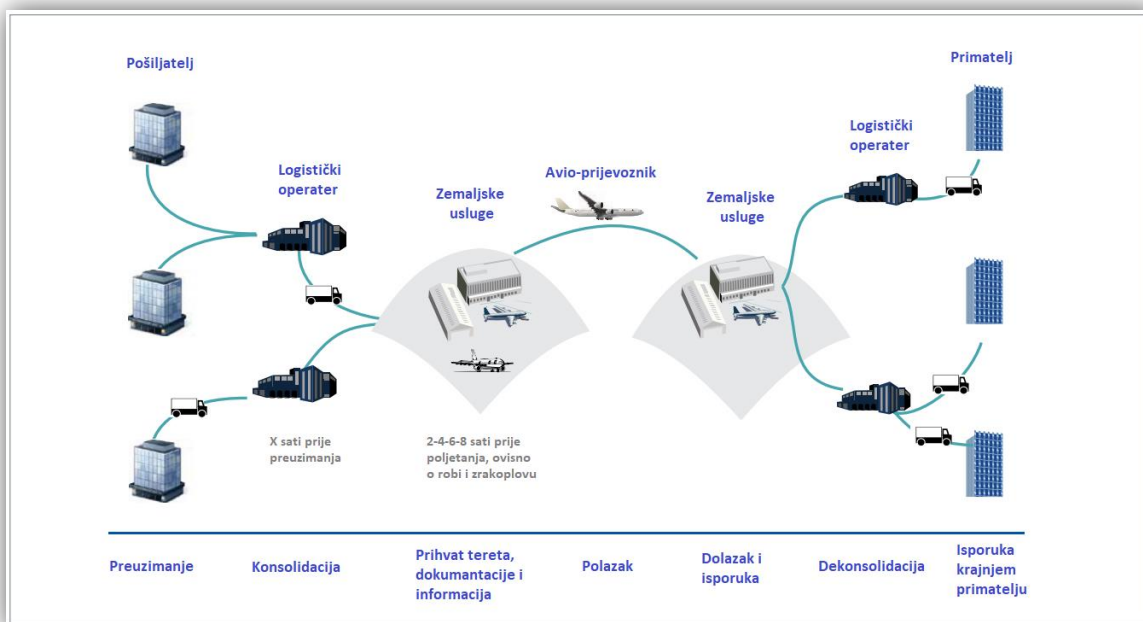 Pošiljatelj
Primatelj
Logistički
operater
Logistički
operater
Zemaljske
usluge
Avio-prijevoznik
Zemaljske
usluge
X sati prije
preuzimanja
2-4-6-8 sati prije
poljetanja, ovisno
o robi i zrakoplovu
Preuzimanje
Konsolidacija
Prihvat tereta,
dokumantacije i
informacija
Polazak
Dolazak i
isporuka
Dekonsolidacija
Isporuka
krajnjem
primatelju